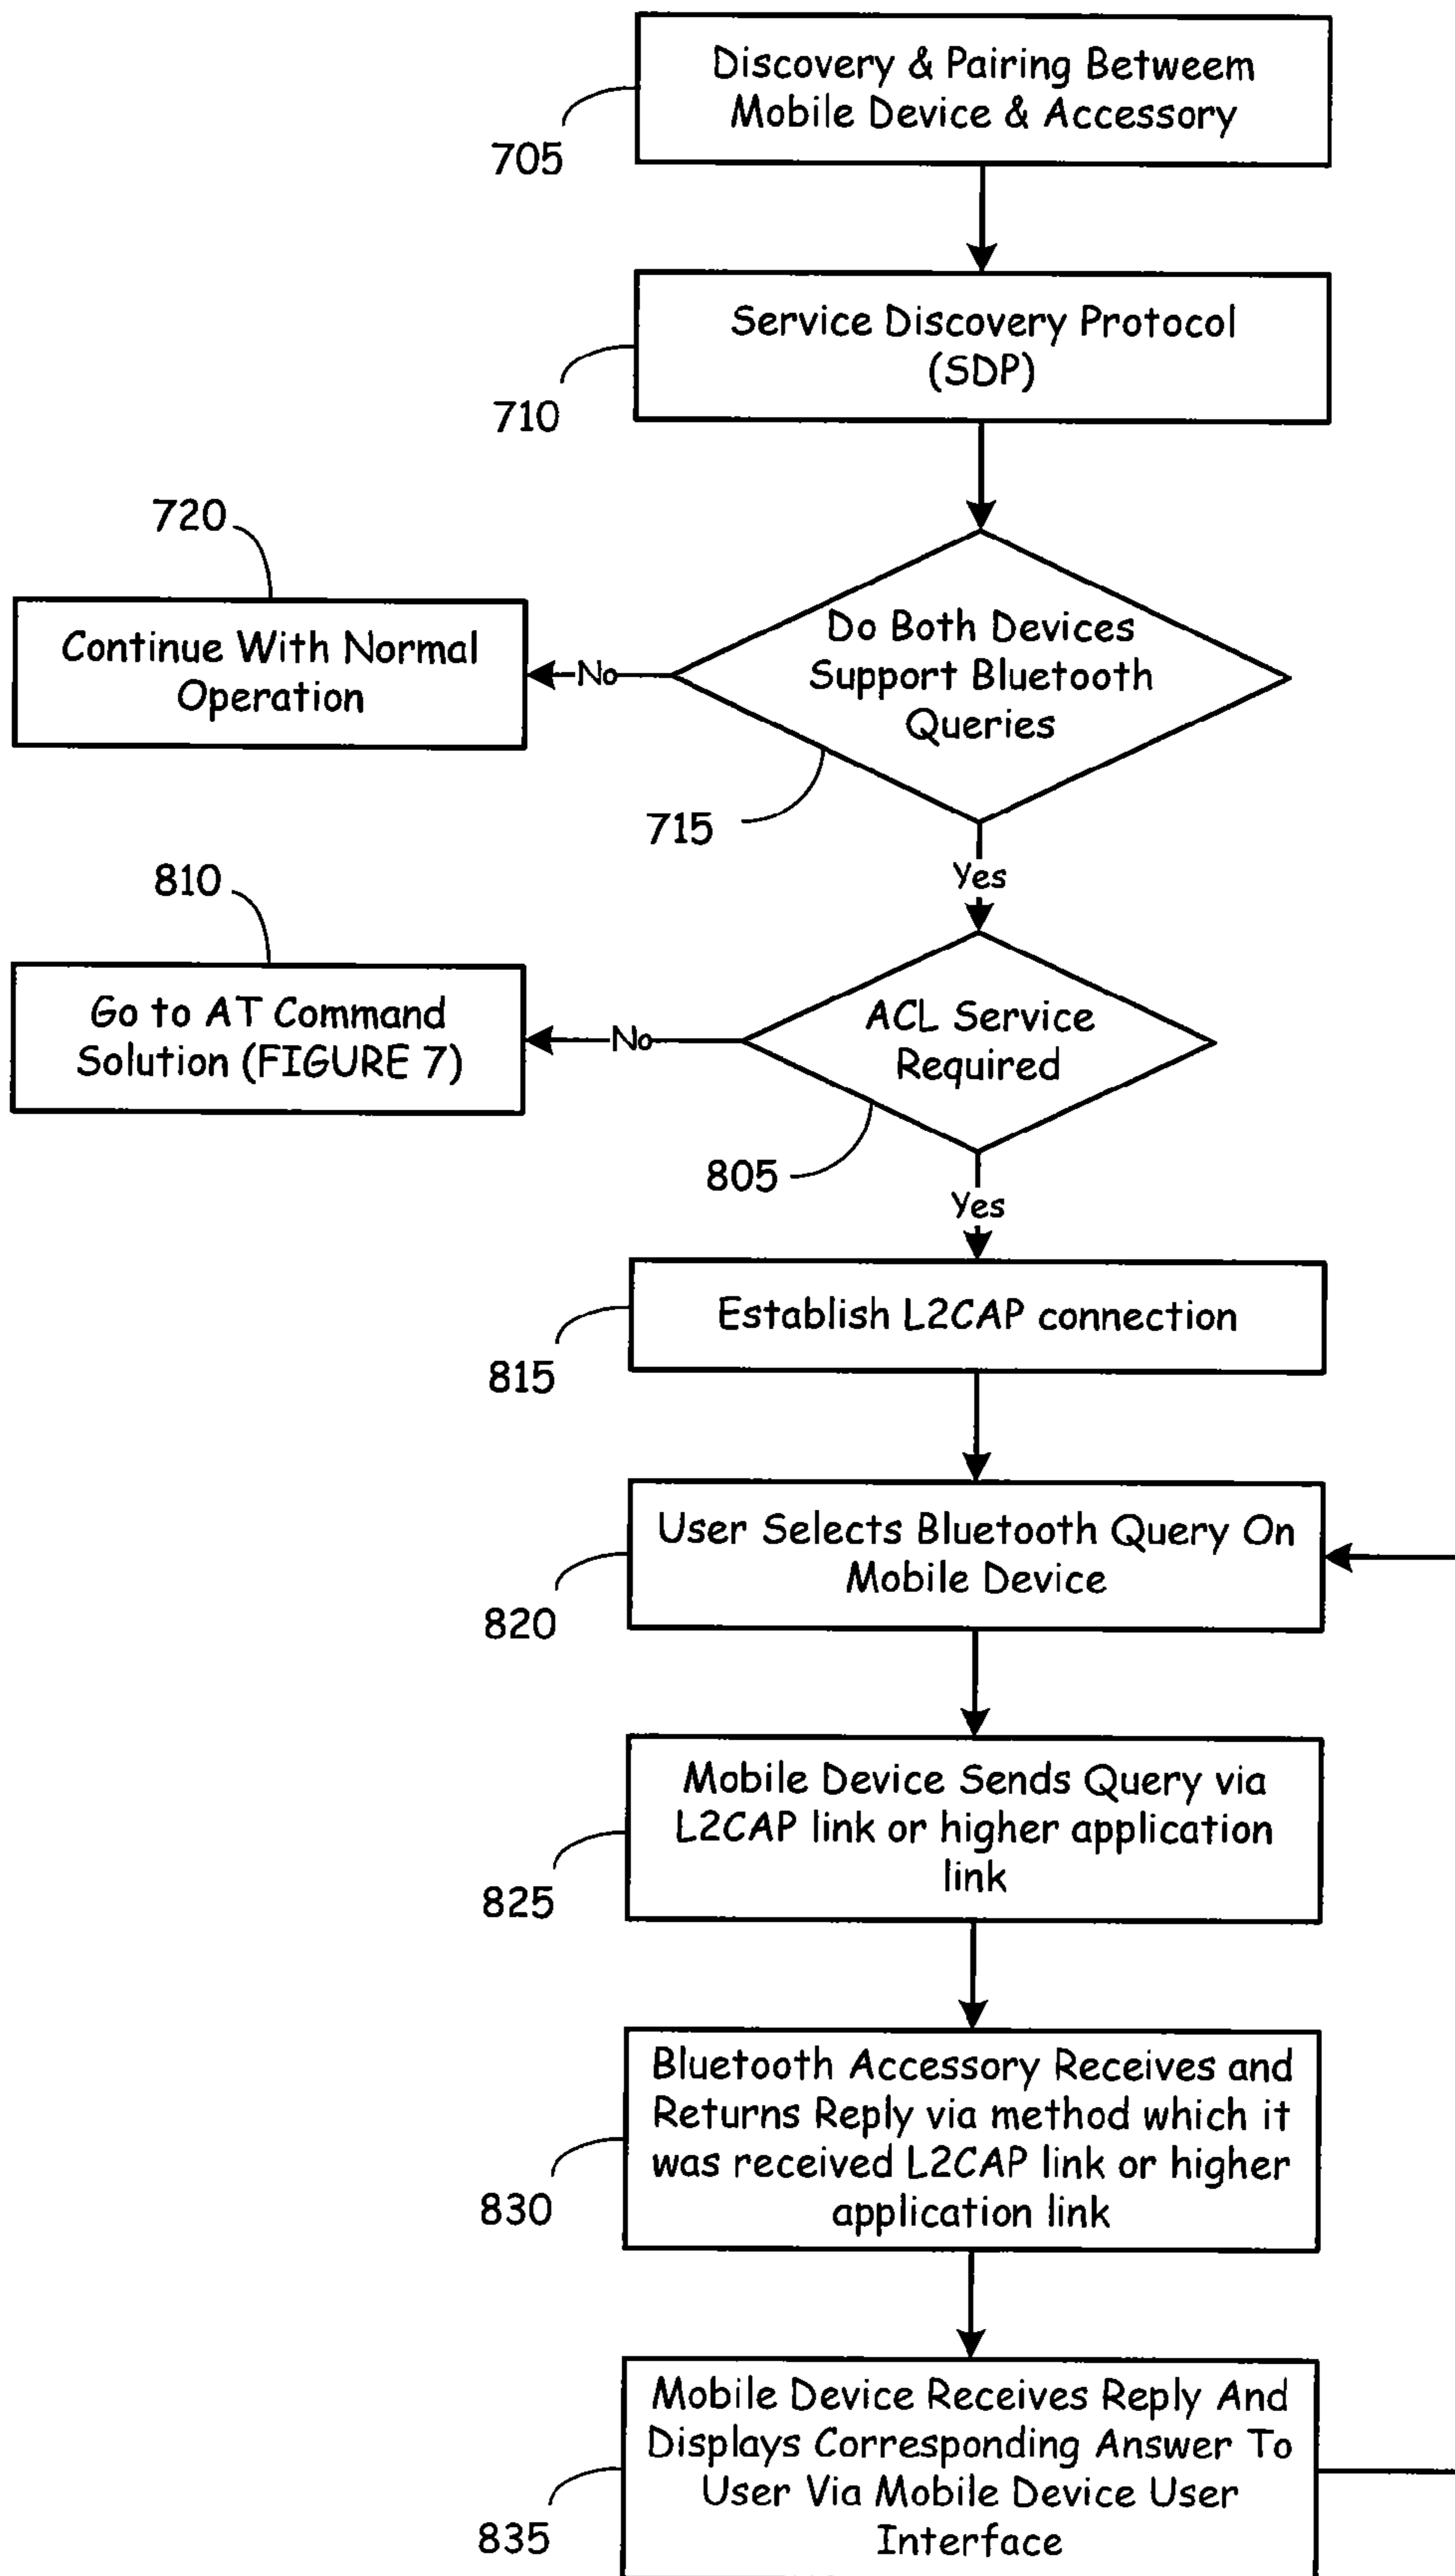 Discovery & Pairing Betweem
Mobile Device & Accessory
705
Service Discovery Protocol
(SDP)
710
720
Continue With Normal
Operation
No
Do Both Devices
Support Bluetooth
Queries
715
Yes
810
Go to AT Command
Solution (FIGURE 7)
No
ACL Service
Required
805
Yes
Establish L2CAP connection
815
User Selects Bluetooth Query On
Mobile Device
820
Mobile Device Sends Query via
L2CAP link or higher application
link
825
Bluetooth Accessory Receives and
Returns Reply via method which it
was received L2CAP link or higher
application link
830
Mobile Device Receives Reply And
Displays Corresponding Answer To
User Via Mobile Device User
Interface
835